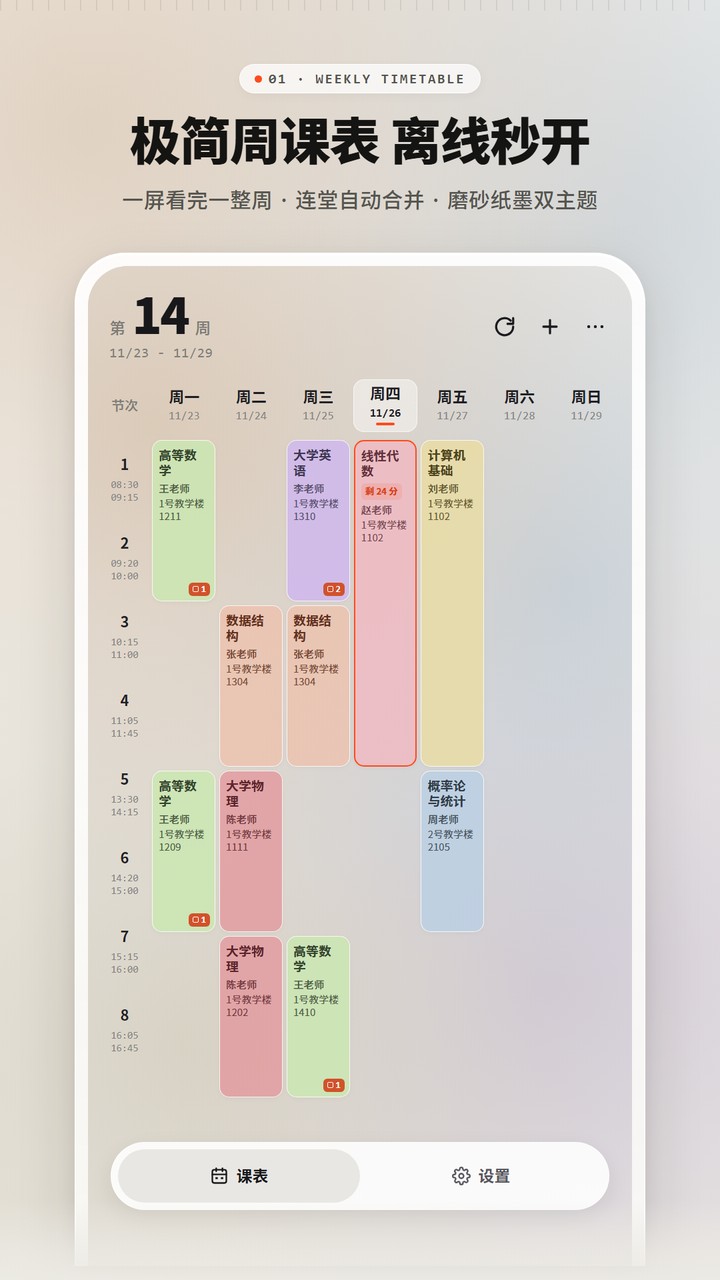 01 · WEEKLY TIMETABLE
极简周课表 离线秒开
一屏看完一整周 · 连堂自动合并 · 磨砂纸墨双主题
第 14 周
11/23 - 11/29
节次
周一
11/23
周二
11/24
周三
11/25
周四
11/26
周五
11/27
周六
11/28
周日
11/29
1
08:30
09:15
2
09:20
10:00
3
10:15
11:00
4
11:05
11:45
5
13:30
14:15
6
14:20
15:00
7
15:15
16:00
8
16:05
16:45
高等数
学
王老师
1号教学楼
1211
1
高等数
学
王老师
1号教学楼
1209
1
数据结
构
张老师
1号教学楼
1304
大学物
理
陈老师
1号教学楼
1111
大学物
理
陈老师
1号教学楼
1202
大学英
语
李老师
1号教学楼
1310
2
数据结
构
张老师
1号教学楼
1304
高等数
学
王老师
1号教学楼
1410
1
线性代
数
剩 24 分
赵老师
1号教学楼
1102
计算机
基础
刘老师
1号教学楼
1102
概率论
与统计
周老师
2号教学楼
2105
课表
设置